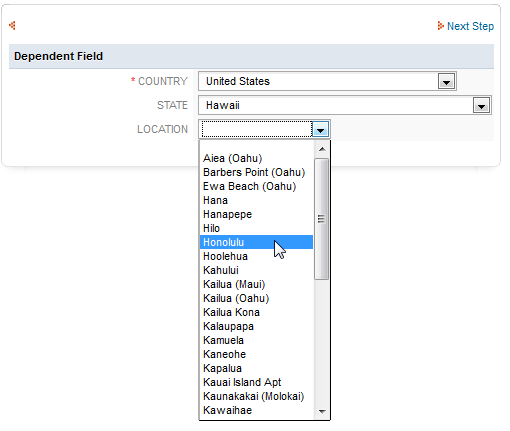 Next Step
Dependent Field
* COUNTRY United States
STATE Hawaii
LOCATION
Aiea (Oahu)
Barbers Point (Oahu)
Ewa Beach (Oahu)
Hana
Hanapepe
Hilo
Honolulu
Hoolehua
Kahului
Kailua (Maui)
Kailua (Oahu)
Kailua Kona
Kalaupapa
Kamuela
Kaneohe
Kapalua
Kauai Island Apt
Kaunakakai (Molokai)
Kawaihae